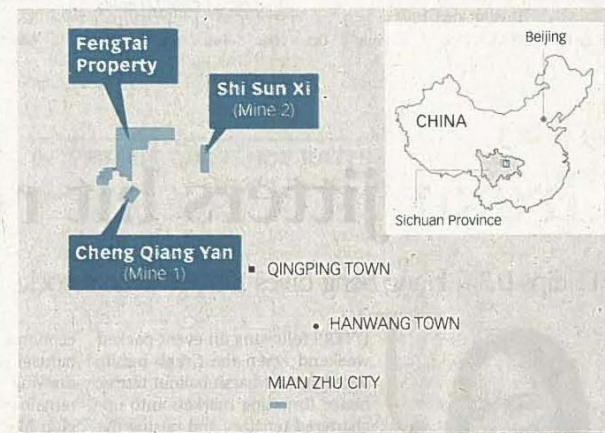 FengTai
Property
Shi Sun Xi
(Mine 2)
Cheng Qiang Yan
(Mine 1)
QINGPING TOWN
HANWANG TOWN
MIAN ZHU CITY
Beijing
CHINA
Sichuan Province